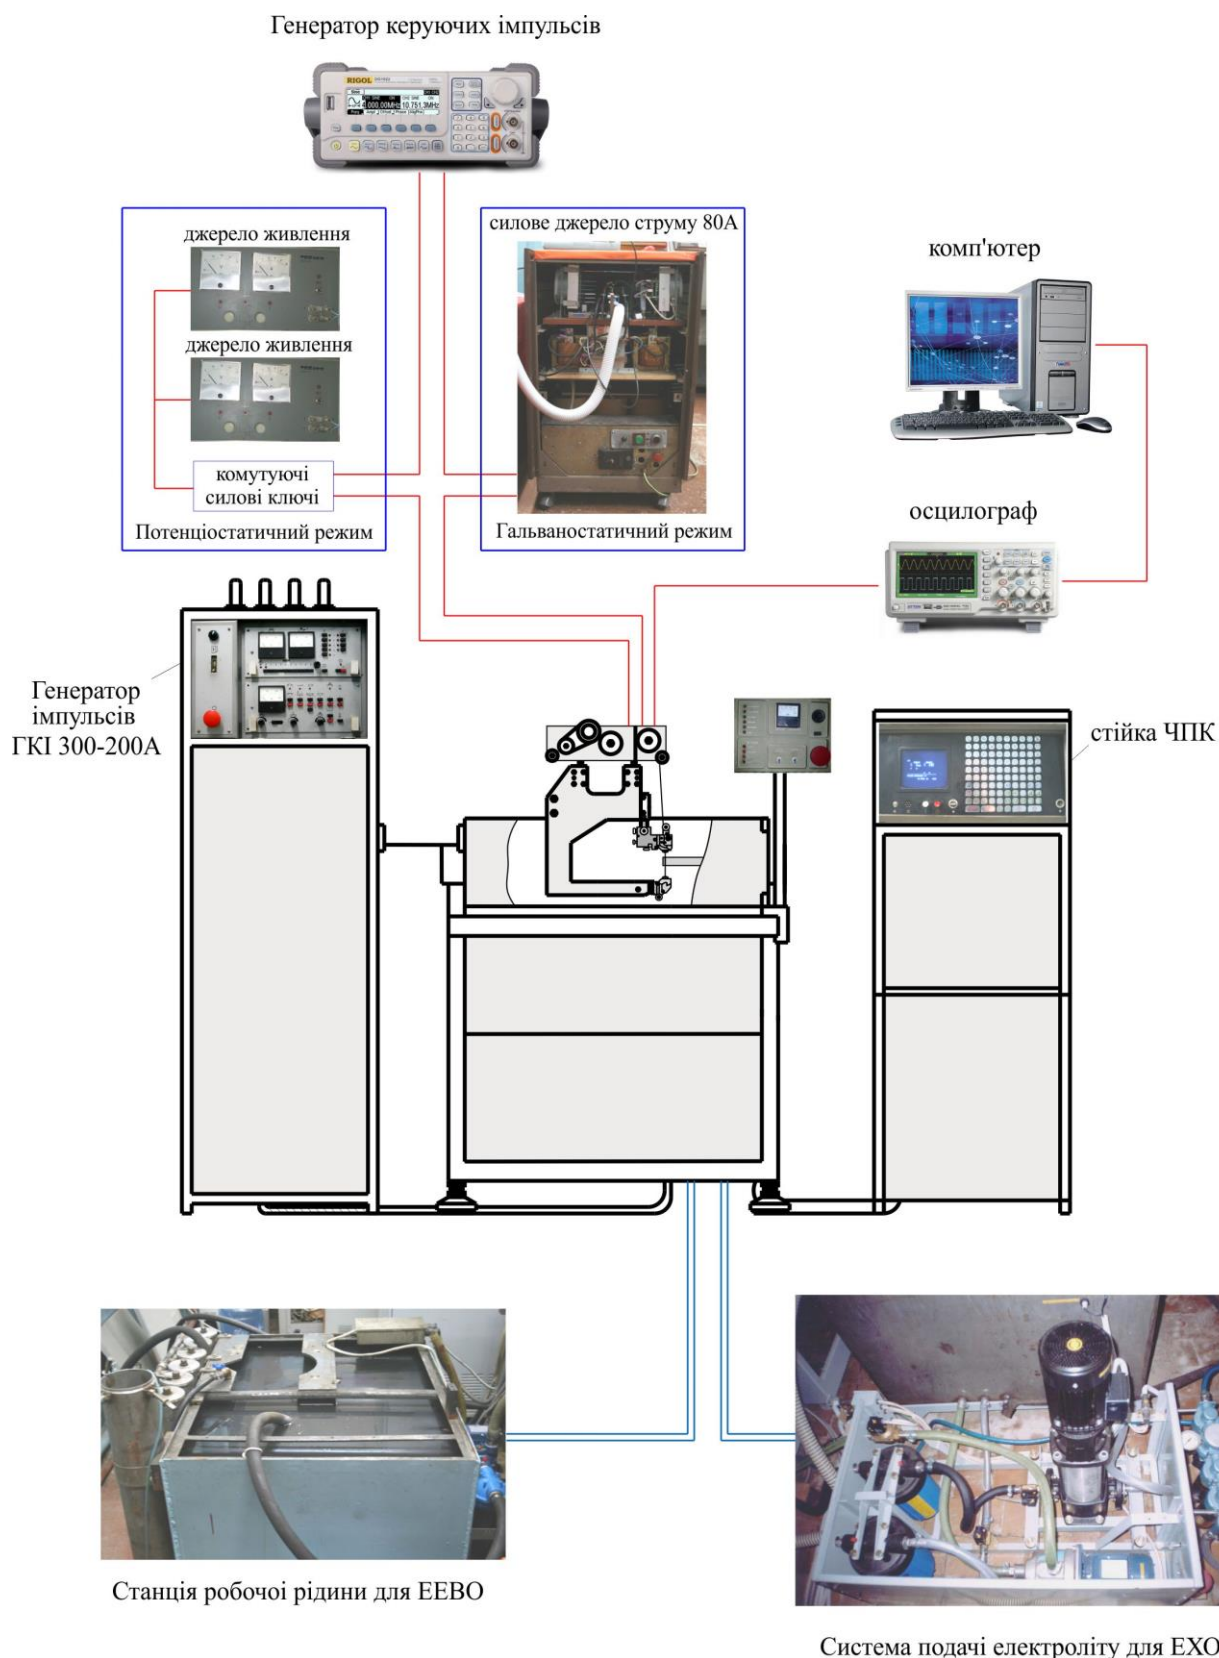 Генератор керуючих імпульсів
RIGOL
джерело живлення
джерело живлення
комутуючі
силові ключі
Потенціостатичний режим
силове джерело струму 80А
Гальваностатичний режим
комп'ютер
осцилограф
Генератор
імпульсів
ГКІ 300-200А
стійка ЧПК
Станція робочої рідини для ЕЕВО
Система подачі електроліту для ЕХО